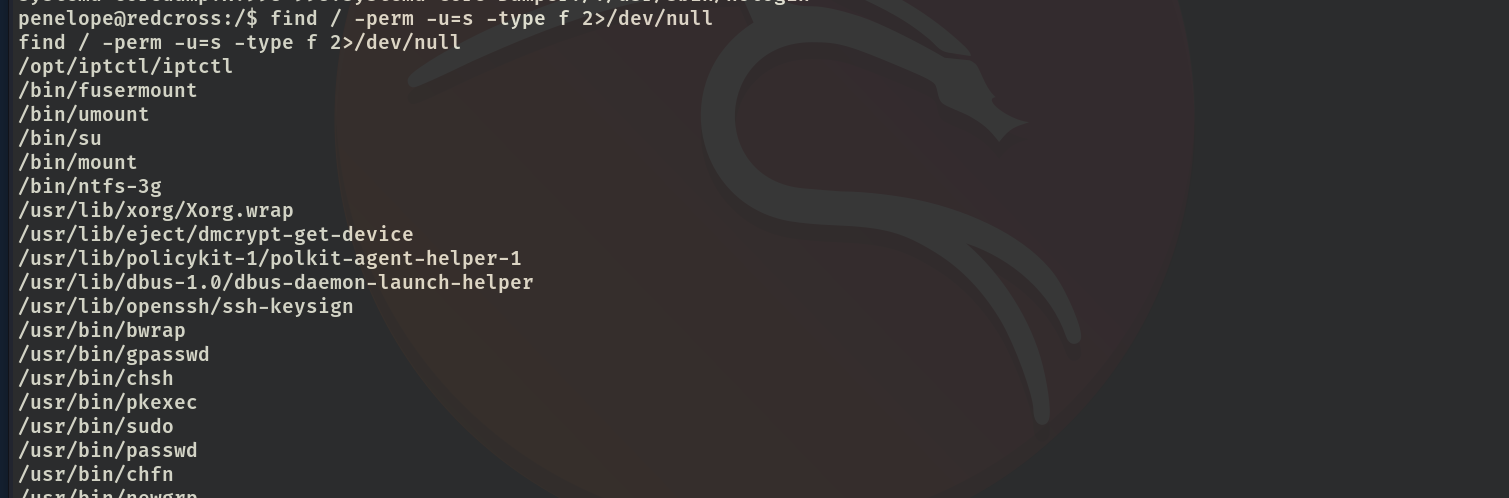 penelope@redcross:/$ find / -perm -u=s -type f 2>/dev/null
find / -perm -u=s -type f 2>/dev/null
/opt/iptctl/iptctl
/bin/fusermount
/bin/umount
/bin/su
/bin/mount
/bin/ntfs-3g
/usr/lib/xorg/Xorg.wrap
/usr/lib/eject/dmcrypt-get-device
/usr/lib/policykit-1/polkit-agent-helper-1
/usr/lib/dbus-1.0/dbus-daemon-launch-helper
/usr/lib/openssh/ssh-keysign
/usr/bin/bwrap
/usr/bin/gpasswd
/usr/bin/chsh
/usr/bin/pkexec
/usr/bin/sudo
/usr/bin/passwd
/usr/bin/chfn
/usr/bin/newgrp